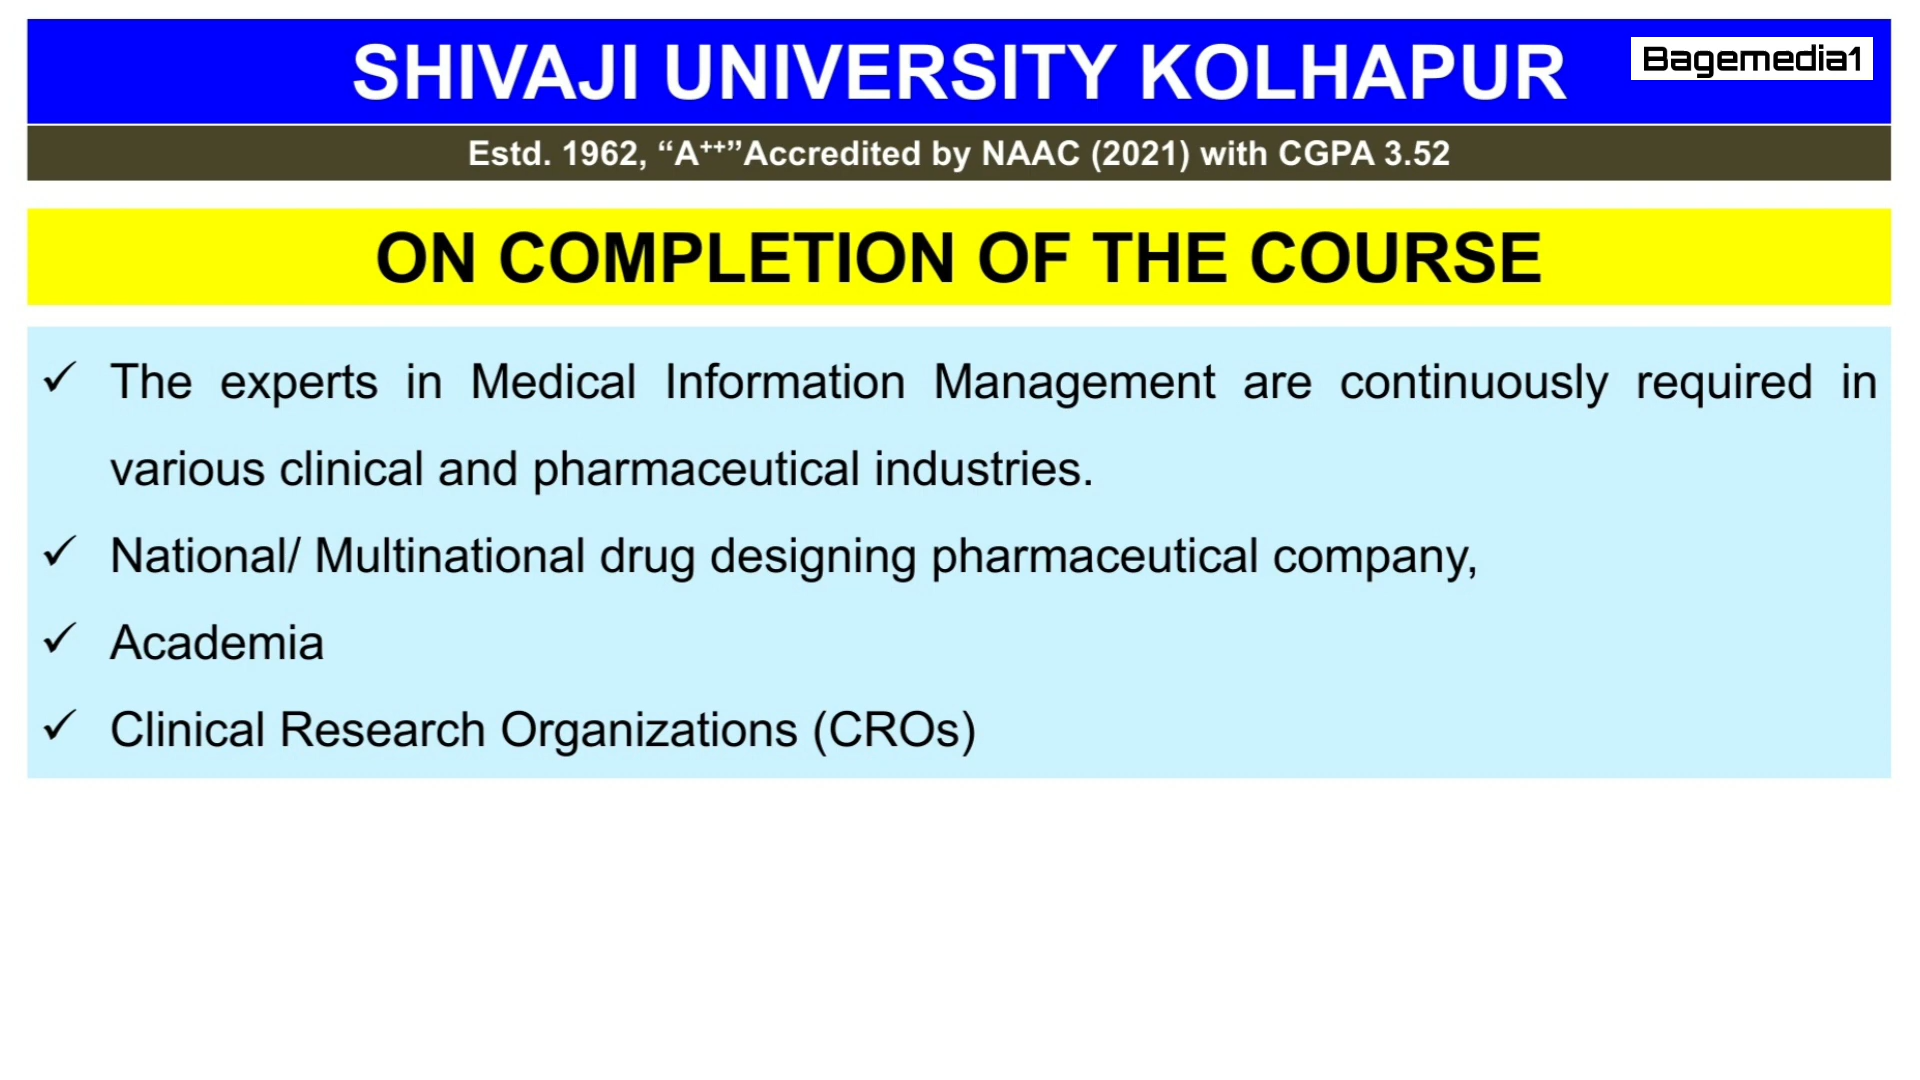 SHIVAJI UNIVERSITY KOLHAPUR
Bagemedia1
Estd. 1962, “A⁺⁺”Accredited by NAAC (2021) with CGPA 3.52
ON COMPLETION OF THE COURSE
✓ The experts in Medical Information Management are continuously required in
various clinical and pharmaceutical industries.
✓ National/ Multinational drug designing pharmaceutical company,
✓ Academia
✓ Clinical Research Organizations (CROs)